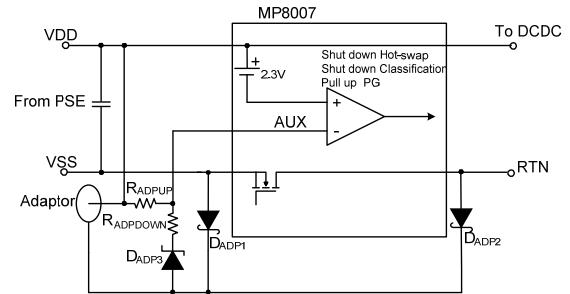 MP8007
VDD
To DCDC
2.3V
Shut down Hot-swap
Shut down Classification
Pull up PG
From PSE
AUX
VSS
RTN
Adaptor
RADPUP
RADPDOWN
DADP1
DADP2
DADP3